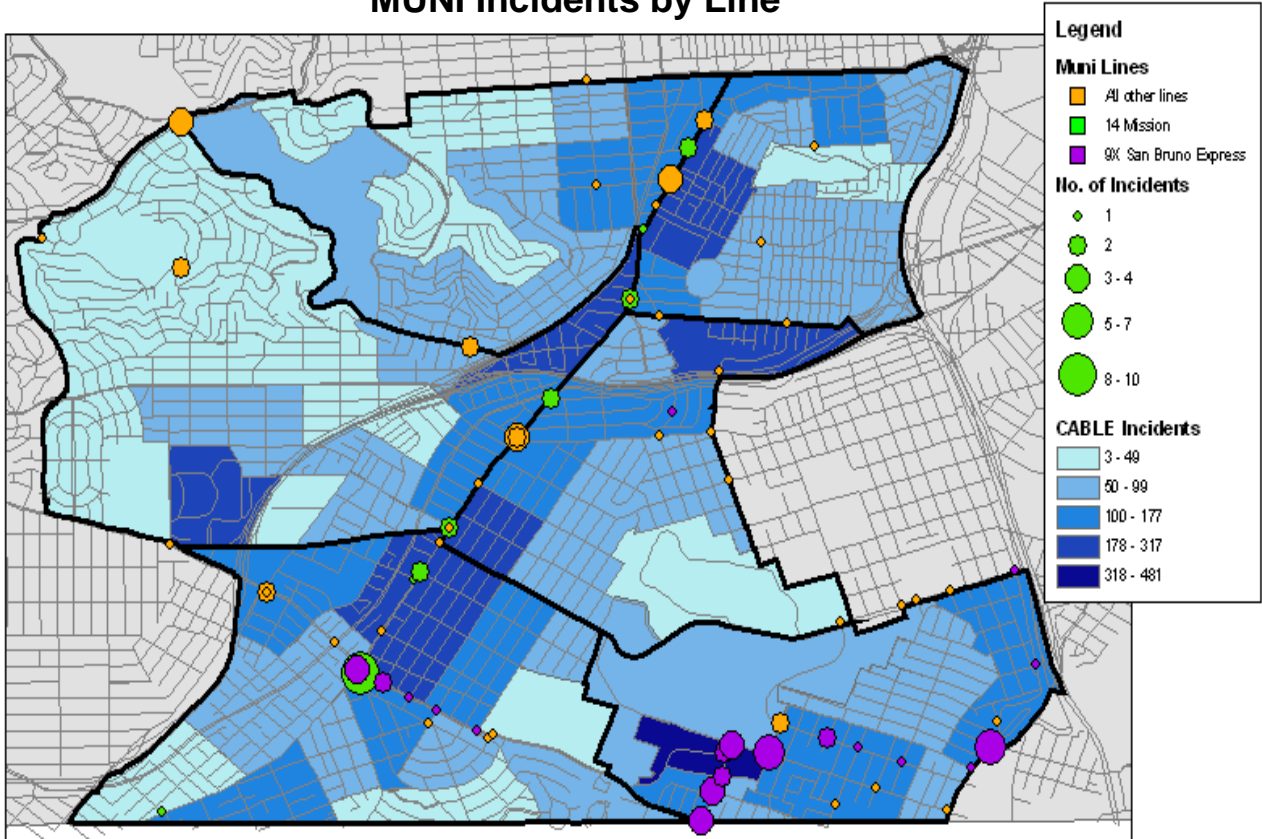 MUNI Incidents by Line
Legend
Muni Lines
All other lines
14 Mission
9X San Bruno Express
No. of Incidents
1
2
3 - 4
5 - 7
8 - 10
CABLE Incidents
3 - 49
50 - 99
100 - 177
178 - 317
318 - 481